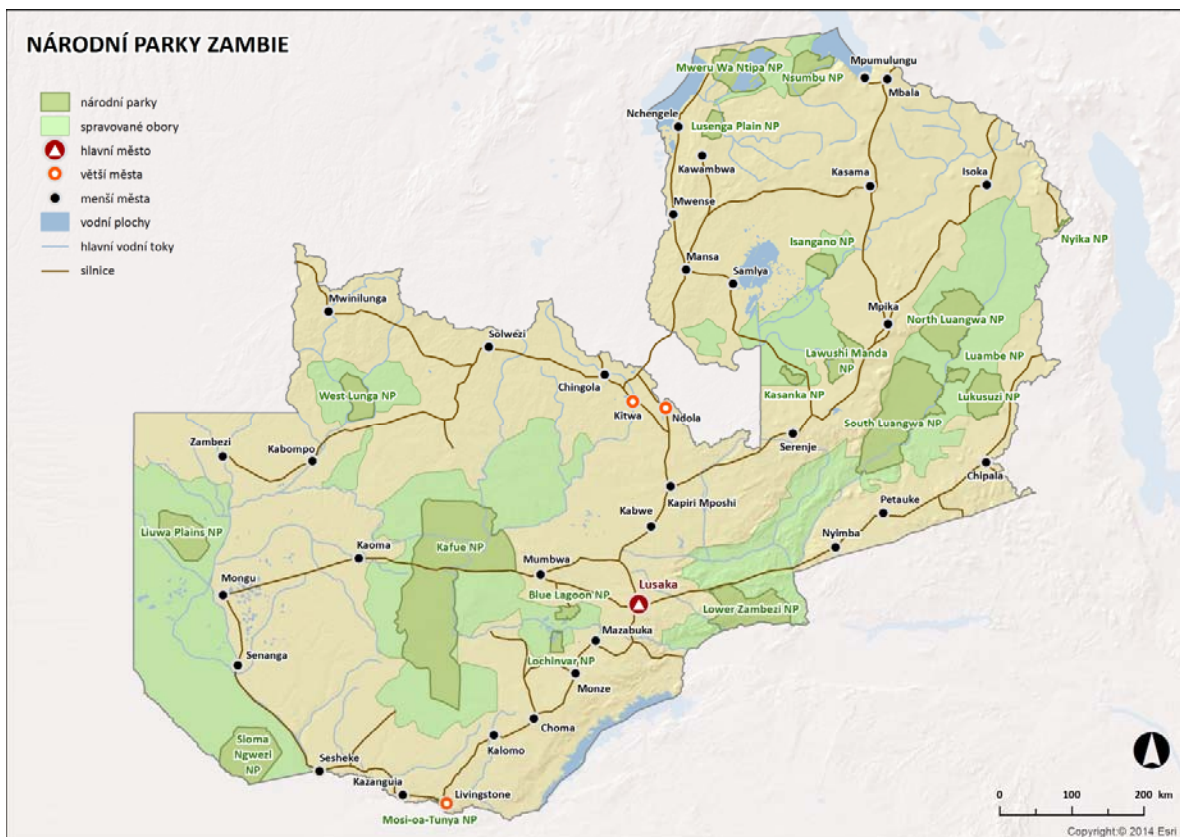 NÁRODNÍ PARKY ZAMBIE
národní parky
spravované obory
hlavní město
větší města
menší města
vodní plochy
hlavní vodní toky
silnice
Mweru Wa Ntipa NP
Nsumbu NP
Mpumulungu
Mbala
Nchengele
Lusenga Plain NP
Kawambwa
Kasama
Isoka
Mwense
Isangano NP
Nyika NP
Mansa
Samlya
Mwinilunga
Mpika
North Luangwa NP
Solwezi
Lawushi Manda
NP
Luambe NP
Chingola
Kasanka NP
Lukusuzi NP
West Lunga NP
Kitwa
Ndola
South Luangwa NP
Zambezi
Kabompo
Serenje
Chipala
Kapiri Mposhi
Petauke
Kabwe
Liuwa Plains NP
Kaoma
Kafue NP
Nyimba
Mumbwa
Mongu
Lusaka
Blue Lagoon NP
Lower Zambezi NP
Mazabuka
Senanga
Lochinvar NP
Monze
Choma
Sioma
Ngwezi
NP
Kalomo
Sesheke
Kazanguia
Livingstone
Mosi-oa-Tunya NP
0 100 200 km
Copyright:© 2014 Esri